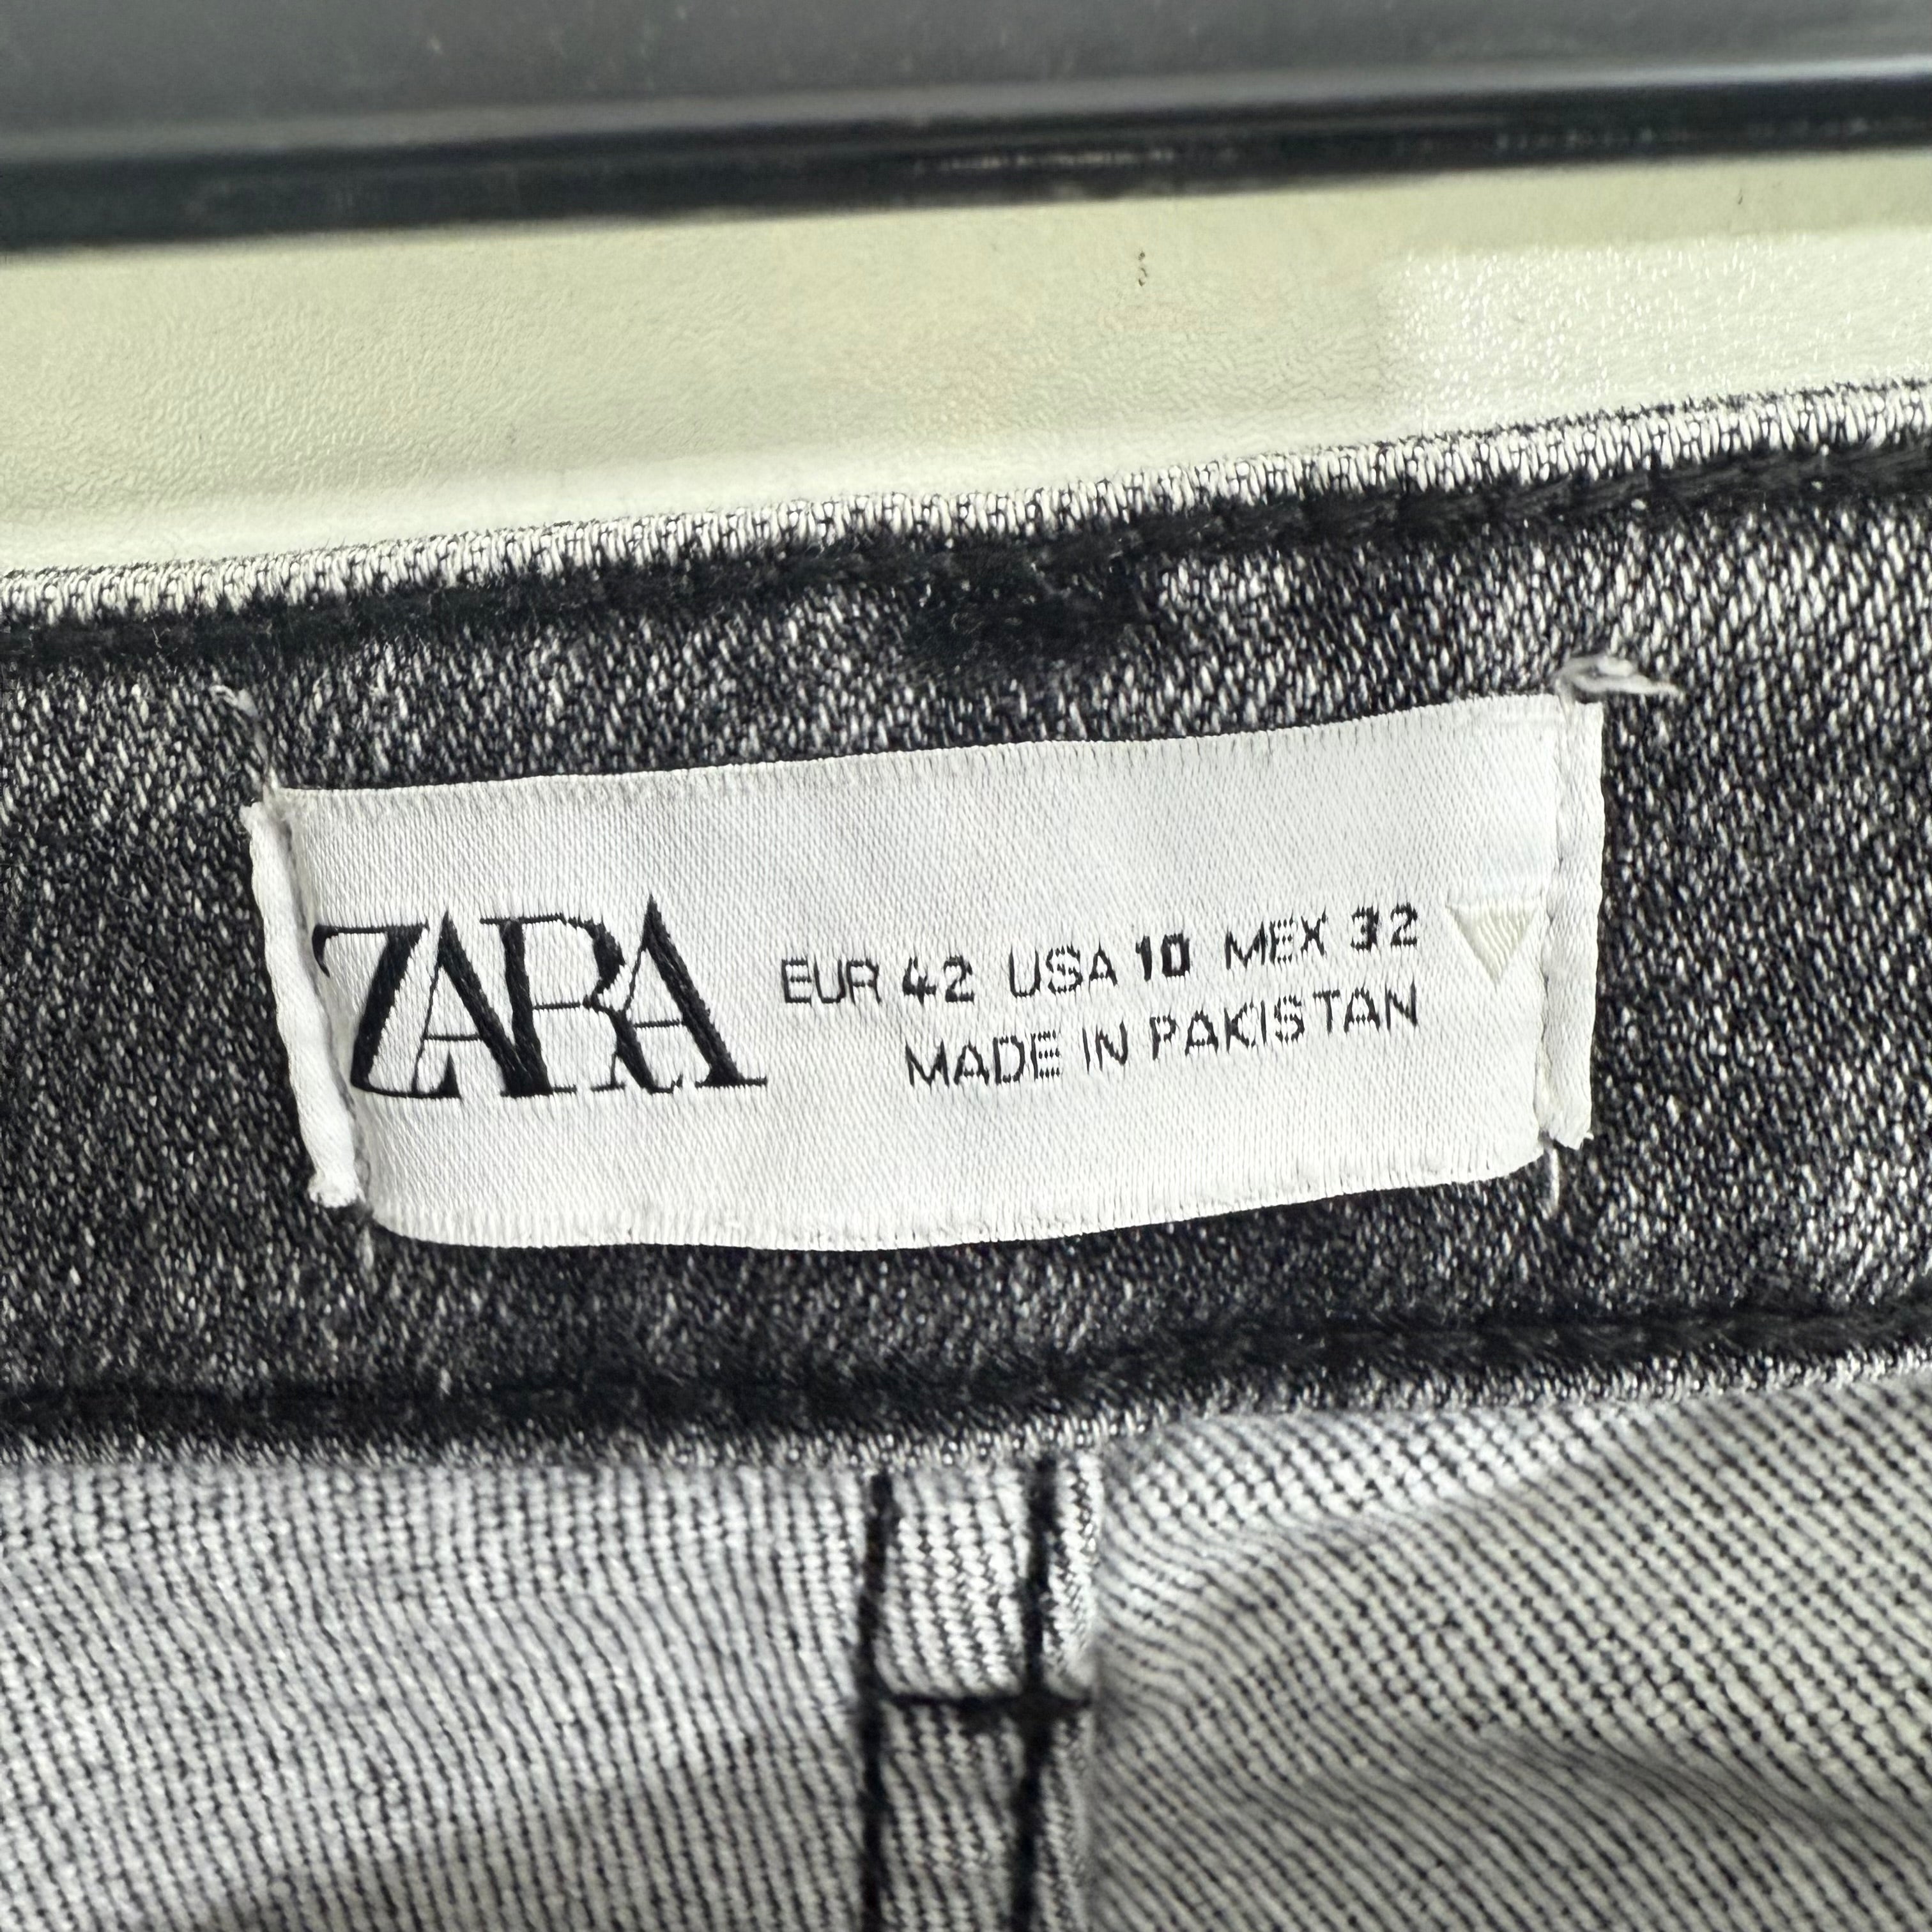 ZARA
EUR 42 USA 10 MEX 32
MADE IN PAKISTAN